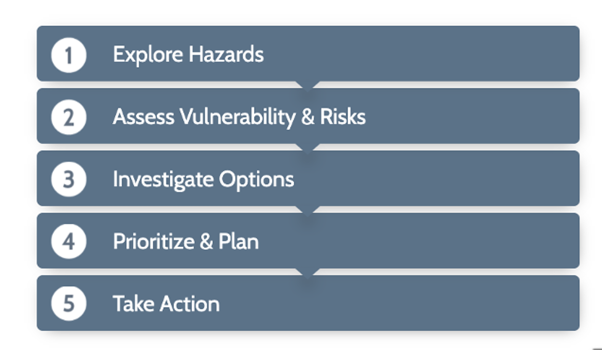 1 Explore Hazards
2 Assess Vulnerability & Risks
3 Investigate Options
4 Prioritize & Plan
5 Take Action